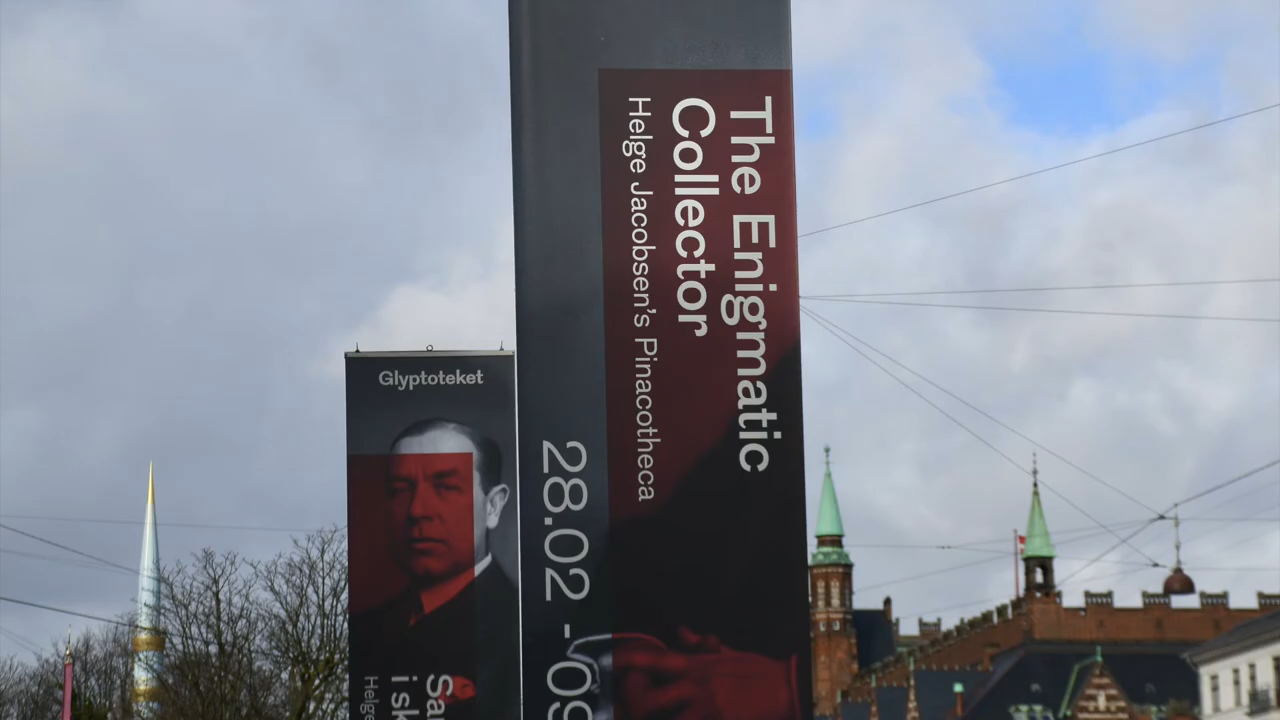 The Enigmatic
Collector
Helge Jacobsen's Pinacotheca
28.02 -
Glyptoteket